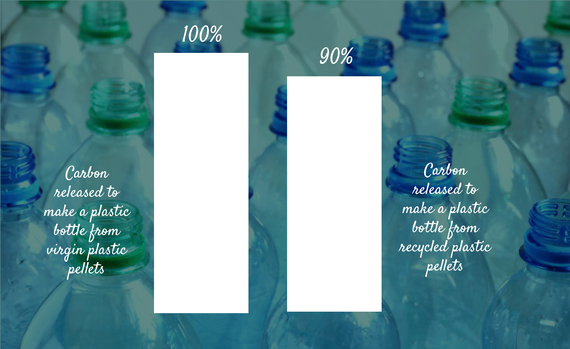 100%
90%
Carbon
released to
make a plastic
bottle from
virgin plastic
pellets
Carbon
released to
make a plastic
bottle from
recycled plastic
pellets